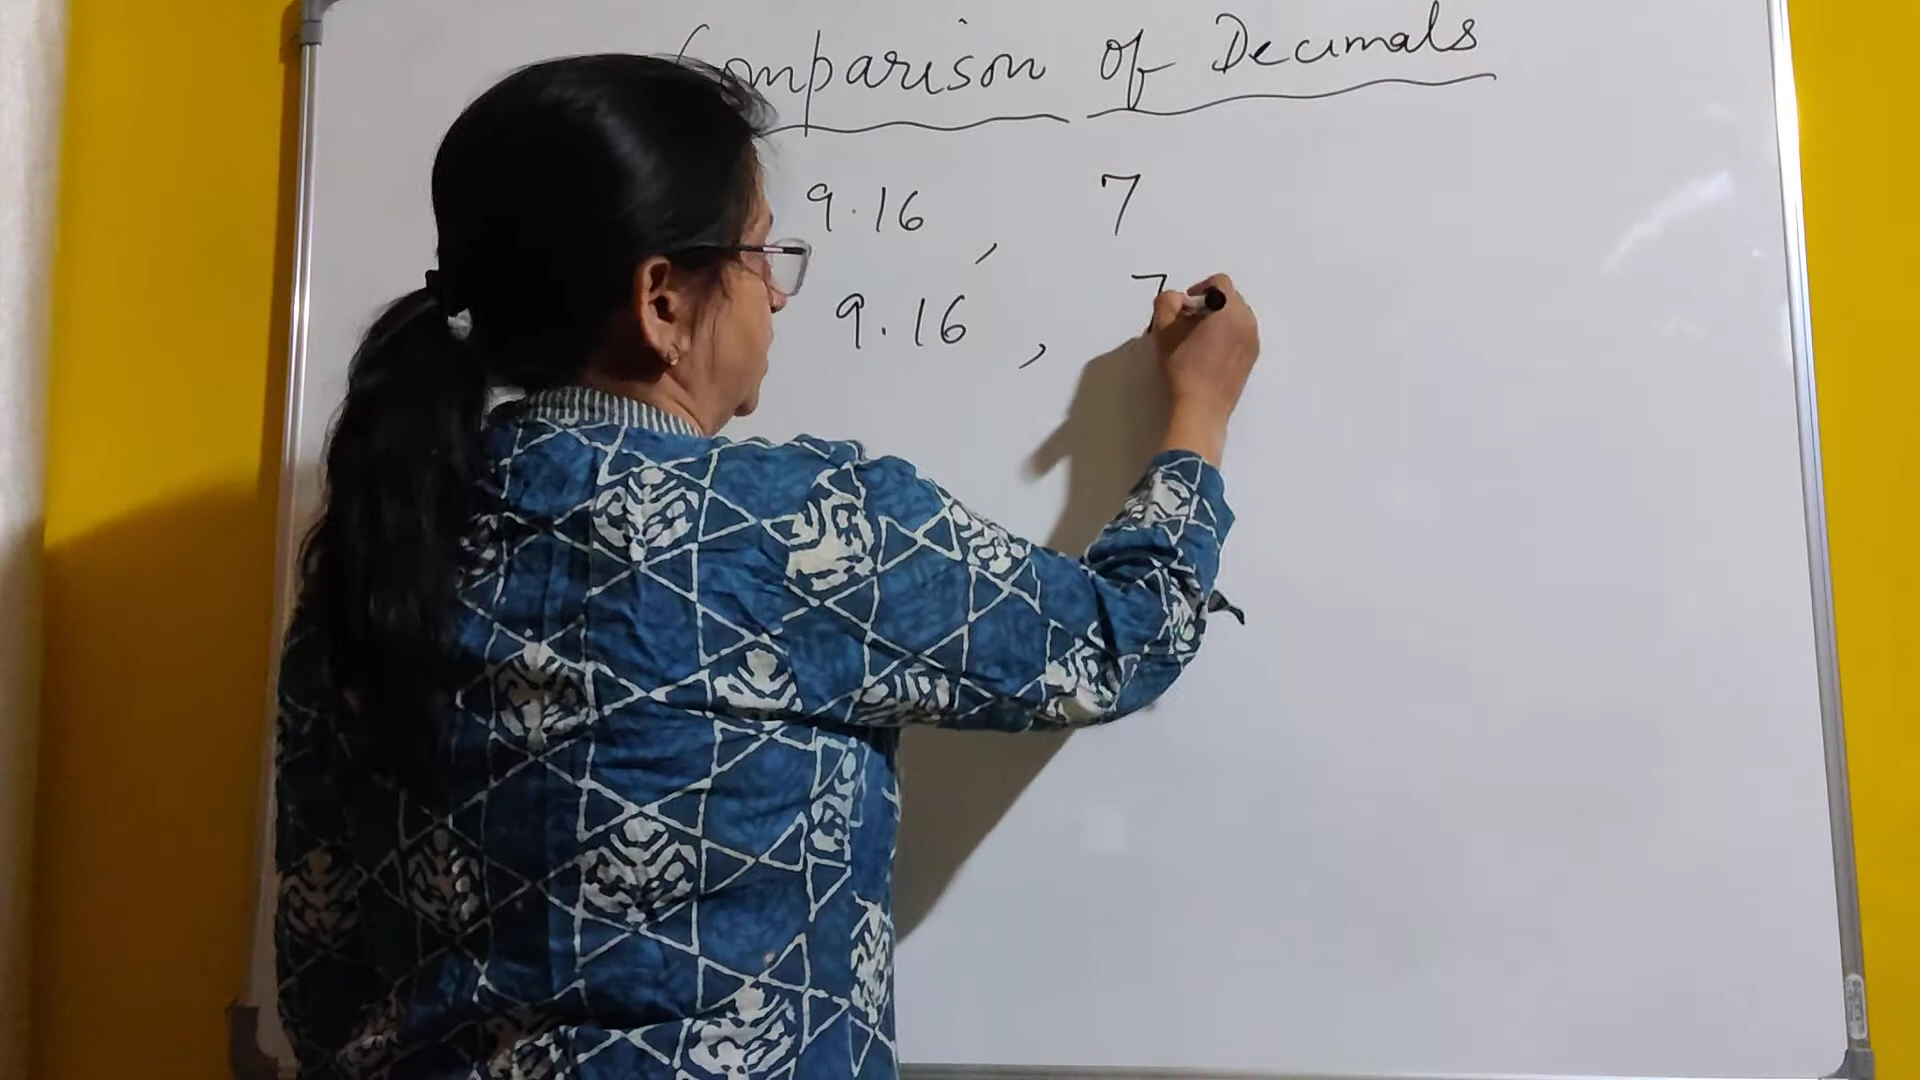 Comparison of Decimals
9.16 , 7
9.16 , 7